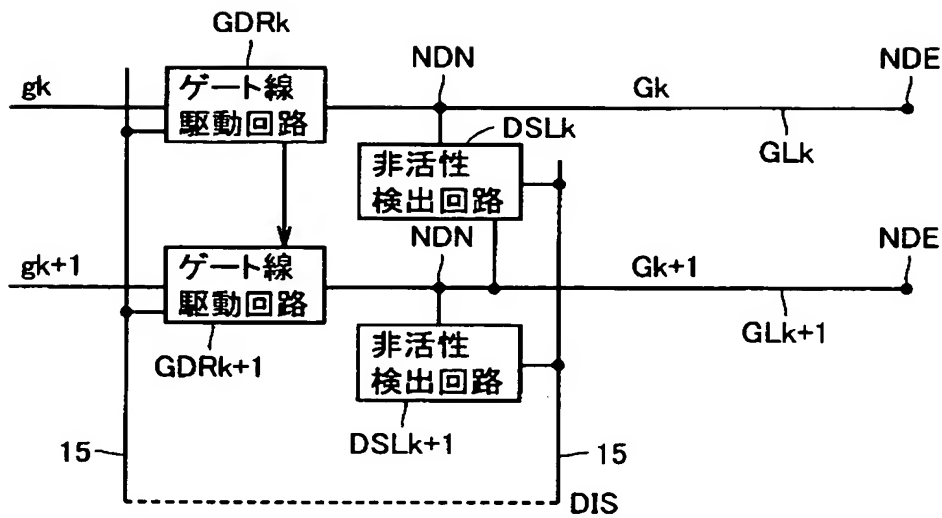 GDRk
NDN
NDE
gk
ゲート線
駆動回路
Gk
DSLk
GLk
非活性
検出回路
NDN
NDE
gk+1
ゲート線
駆動回路
Gk+1
GLk+1
GDRk+1
非活性
検出回路
DSLk+1
15
15
DIS